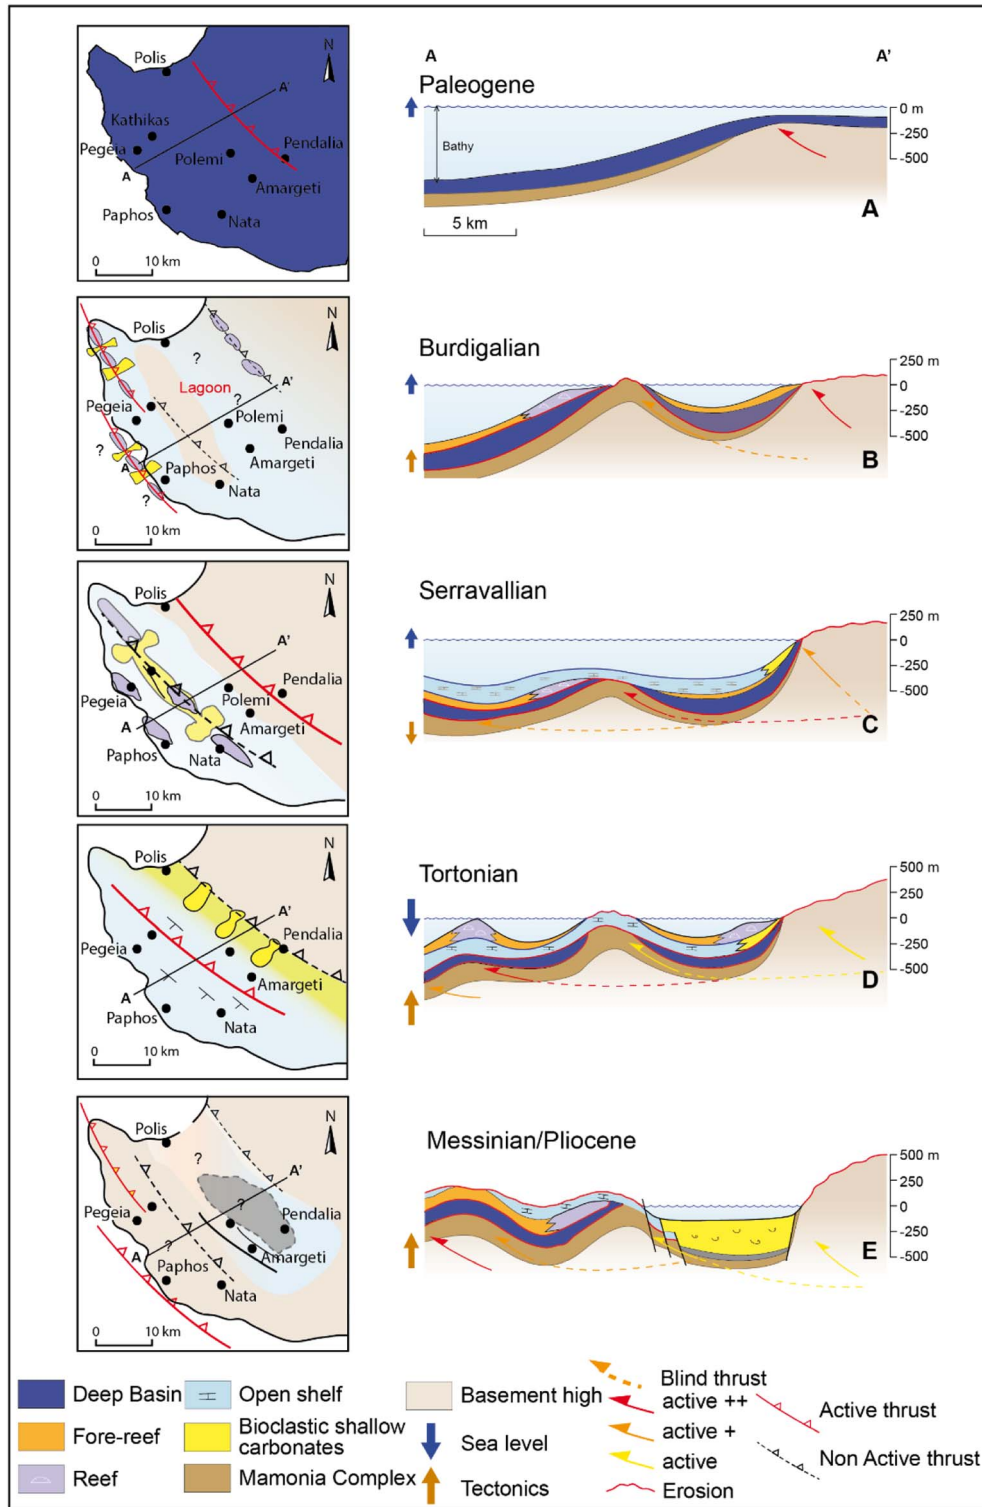 Polis
N
A'
Kathikas
Pegeia
Pendalia
Polemi
A
Amargeti
Paphos
Nata
0 10 km
A A'
Paleogene
0 m
-250
-500
Bathy
5 km
A
N
Polis
?
Lagoon
A'
?
Pegeia
Polemi
Pendalia
?
A
Paphos
Amargeti
?
Nata
0 10 km
Burdigalian
250 m
0
-250
-500
B
N
Polis
A'
Pendalia
Pegeia
Polemi
A
Amargeti
Paphos
Nata
0 10 km
Serravallian
250 m
0
-250
-500
C
N
Polis
A'
Pendalia
Pegeia
Amargeti
A
Paphos
Nata
0 10 km
Tortonian
500 m
250
0
-250
-500
D
N
Polis
?
A'
?
Pegeia
Pendalia
?
A
Amargeti
Paphos
Nata
0 10 km
Messinian/Pliocene
500 m
250
0
-250
-500
E
Deep Basin
Fore-reef
Reef
Open shelf
Bioclastic shallow
carbonates
Mamonia Complex
Basement high
Sea level
Tectonics
Blind thrust
active ++
active +
active
Erosion
Active thrust
Non Active thrust